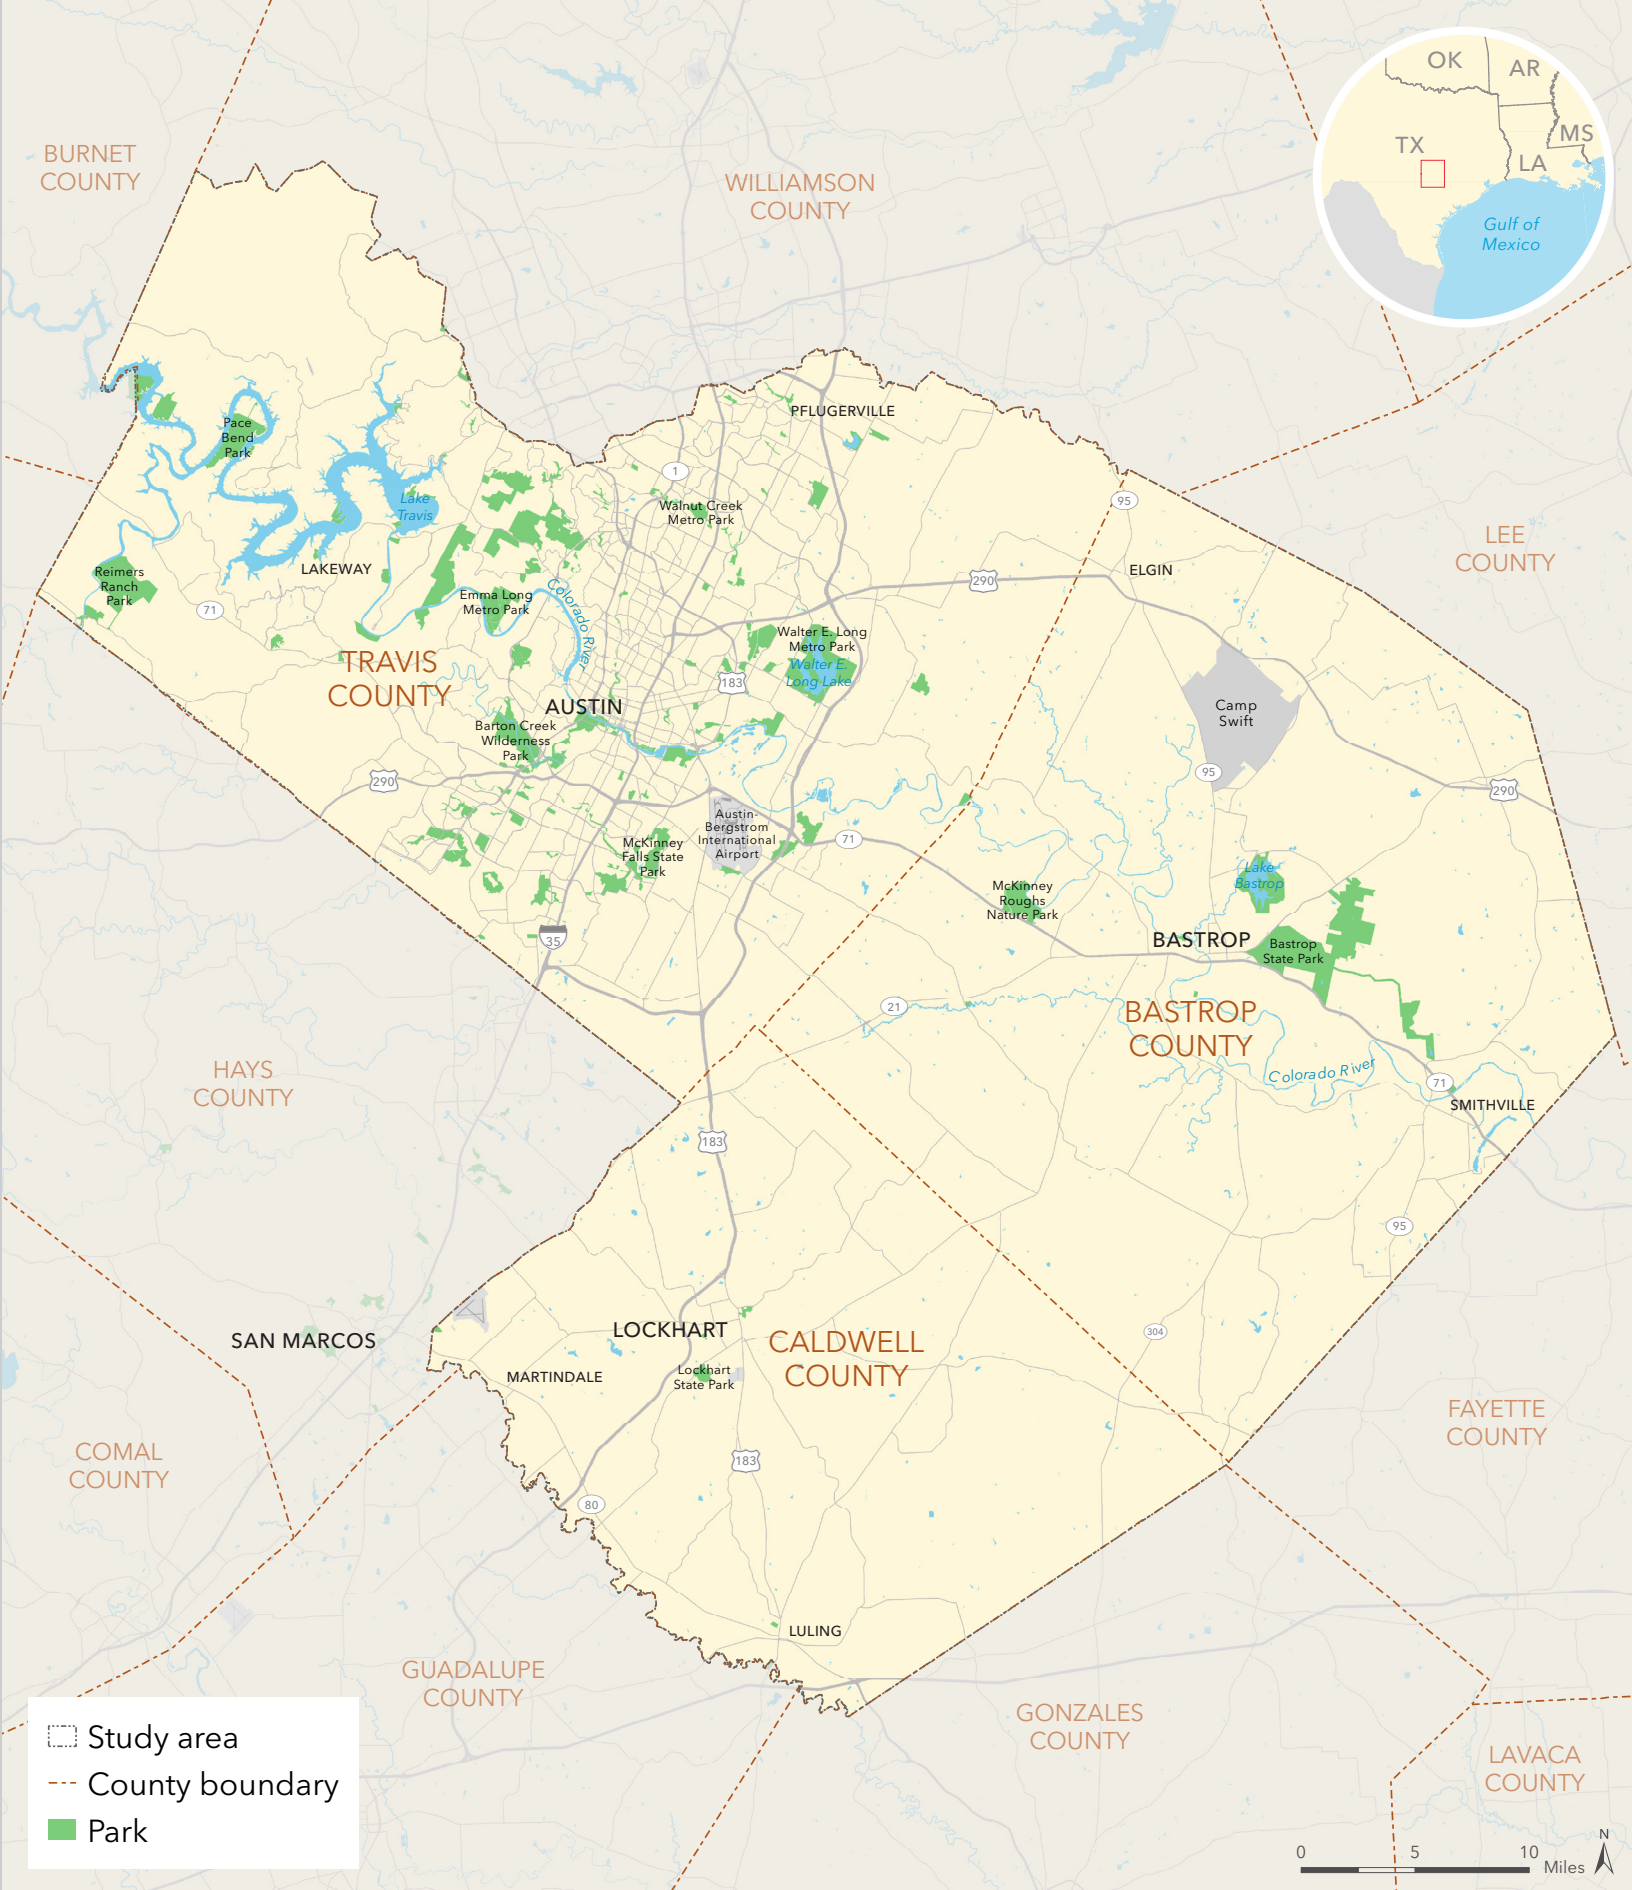 BURNET
COUNTY
WILLIAMSON
COUNTY
OK
AR
TX
MS
LA
Gulf of
Mexico
PFLUGERVILLE
Pace
Bend
Park
1
Lake
Travis
Walnut Creek
Metro Park
95
LEE
COUNTY
LAKEWAY
ELGIN
Reimers
Ranch
Park
290
71
Emma Long
Metro Park
Colorado River
Walter E. Long
Metro Park
Walter E.
Long Lake
TRAVIS
COUNTY
183
AUSTIN
Camp
Swift
Barton Creek
Wilderness
Park
95
290
290
Austin-
Bergstrom
International
Airport
McKinney
Falls State
Park
71
Lake
Bastrop
McKinney
Roughs
Nature Park
35
BASTROP
Bastrop
State Park
21
BASTROP
COUNTY
HAYS
COUNTY
Colorado River
71
SMITHVILLE
183
95
SAN MARCOS
LOCKHART
CALDWELL
COUNTY
304
MARTINDALE
Lockhart
State Park
FAYETTE
COUNTY
COMAL
COUNTY
183
80
LULING
GUADALUPE
COUNTY
GONZALES
COUNTY
LAVACA
COUNTY
Study area
County boundary
Park
0
5
10
Miles
N